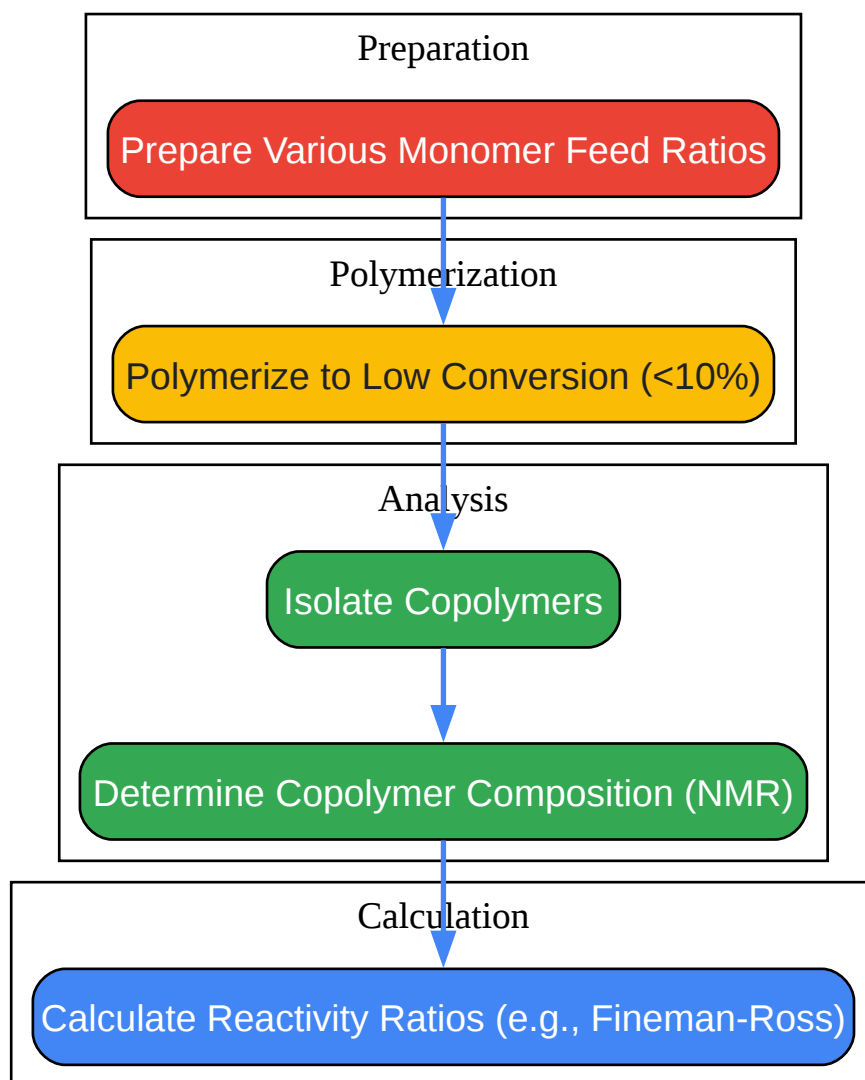 Preparation
Prepare Various Monomer Feed Ratios
Polymerization
Polymerize to Low Conversion (<10%)
Analysis
Isolate Copolymers
Determine Copolymer Composition (NMR)
Calculation
Calculate Reactivity Ratios (e.g., Fineman-Ross)